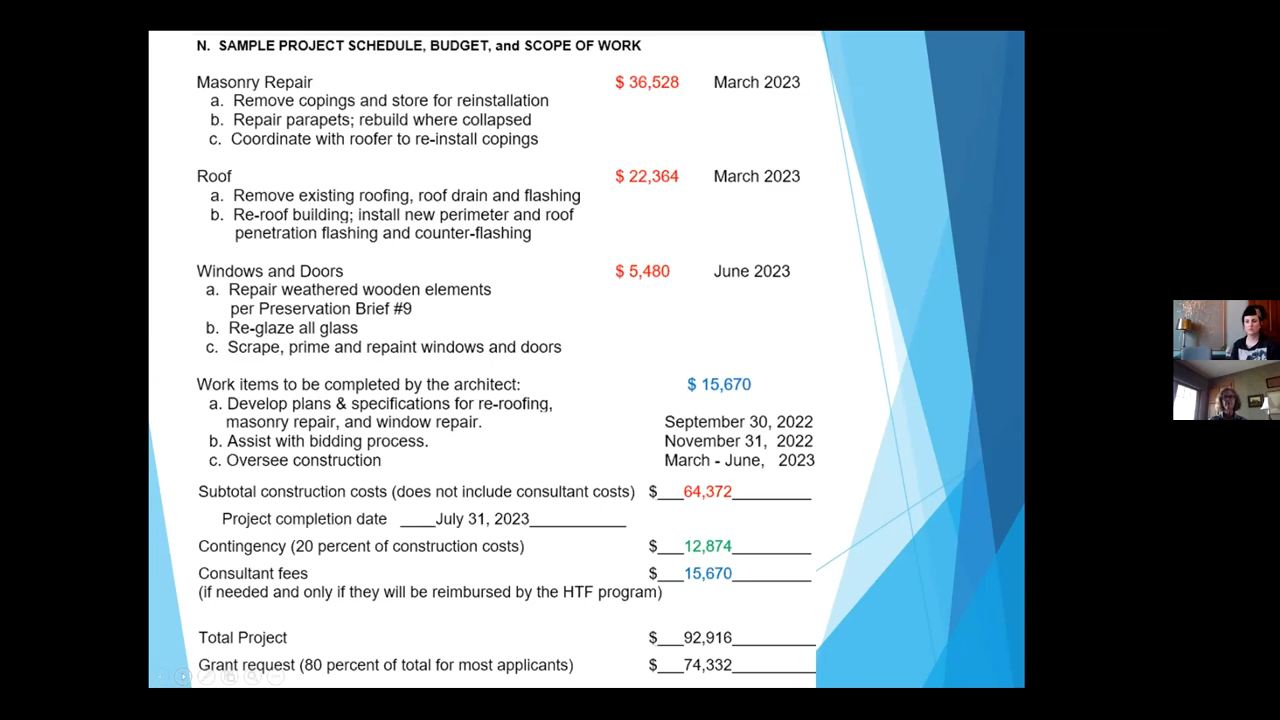 N. SAMPLE PROJECT SCHEDULE, BUDGET, and SCOPE OF WORK
Masonry Repair $ 36,528 March 2023
a. Remove copings and store for reinstallation
b. Repair parapets; rebuild where collapsed
c. Coordinate with roofer to re-install copings
Roof $ 22,364 March 2023
a. Remove existing roofing, roof drain and flashing
b. Re-roof building; install new perimeter and roof
penetration flashing and counter-flashing
Windows and Doors $ 5,480 June 2023
a. Repair weathered wooden elements
per Preservation Brief #9
b. Re-glaze all glass
c. Scrape, prime and repaint windows and doors
Work items to be completed by the architect: $ 15,670
a. Develop plans & specifications for re-roofing,
masonry repair, and window repair. September 30, 2022
b. Assist with bidding process. November 31, 2022
c. Oversee construction March - June, 2023
Subtotal construction costs (does not include consultant costs) $___64,372_________
Project completion date ____July 31, 2023___________
Contingency (20 percent of construction costs) $___12,874_________
Consultant fees $___15,670_________
(if needed and only if they will be reimbursed by the HTF program)
Total Project $___92,916_________
Grant request (80 percent of total for most applicants) $___74,332_________